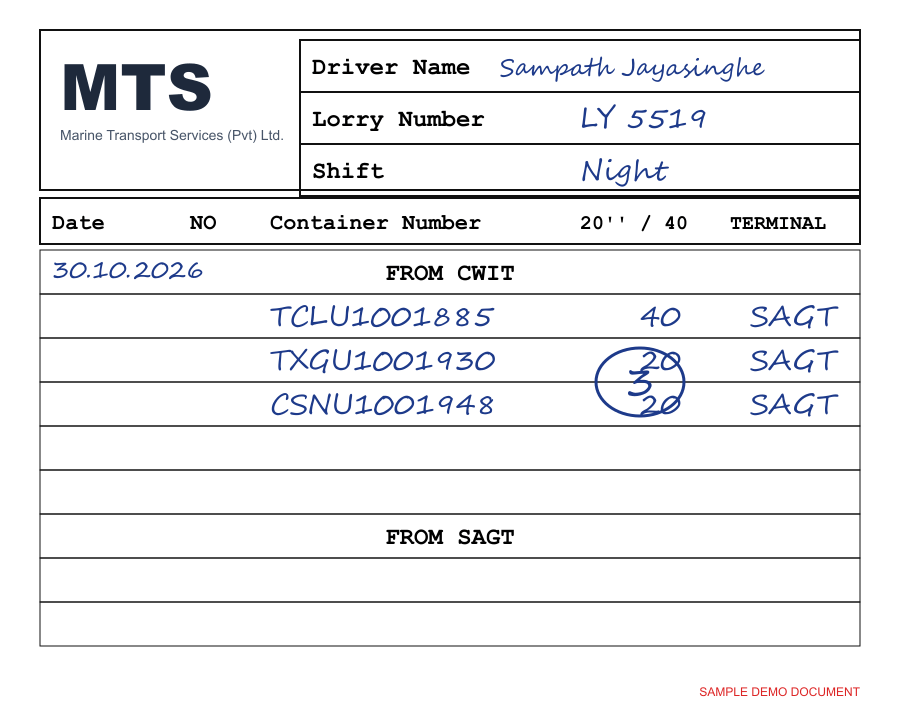 MTS
Marine Transport Services (Pvt) Ltd.
Driver Name Sampath Jayasinghe
Lorry Number LY 5519
Shift Night
Date NO Container Number 20'' / 40 TERMINAL
30.10.2026 FROM CWIT
TCLU1001885 40 SAGT
TXGU1001930 20 SAGT
3
CSNU1001948 20 SAGT
FROM SAGT
SAMPLE DEMO DOCUMENT